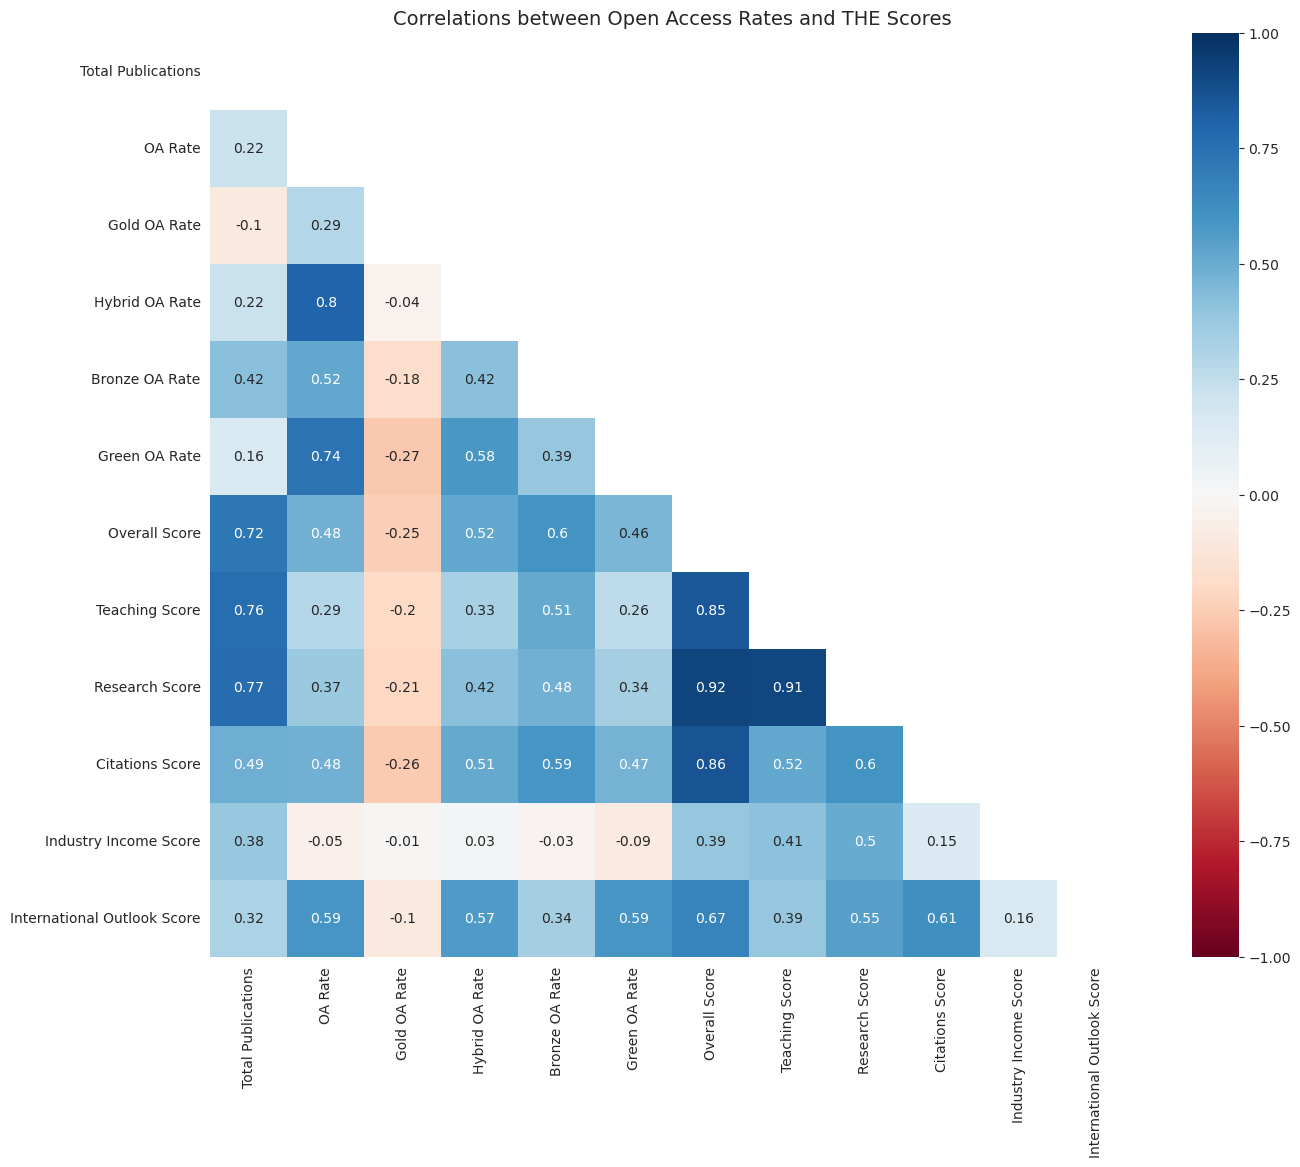 Correlations between Open Access Rates and THE Scores
Total Publications
OA Rate 0.22
Gold OA Rate -0.1 0.29
Hybrid OA Rate 0.22 0.8 -0.04
Bronze OA Rate 0.42 0.52 -0.18 0.42
Green OA Rate 0.16 0.74 -0.27 0.58 0.39
Overall Score 0.72 0.48 -0.25 0.52 0.6 0.46
Teaching Score 0.76 0.29 -0.2 0.33 0.51 0.26 0.85
Research Score 0.77 0.37 -0.21 0.42 0.48 0.34 0.92 0.91
Citations Score 0.49 0.48 -0.26 0.51 0.59 0.47 0.86 0.52 0.6
Industry Income Score 0.38 -0.05 -0.01 0.03 -0.03 -0.09 0.39 0.41 0.5 0.15
International Outlook Score 0.32 0.59 -0.1 0.57 0.34 0.59 0.67 0.39 0.55 0.61 0.16
Total Publications
OA Rate
Gold OA Rate
Hybrid OA Rate
Bronze OA Rate
Green OA Rate
Overall Score
Teaching Score
Research Score
Citations Score
Industry Income Score
International Outlook Score
1.00
0.75
0.50
0.25
0.00
−0.25
−0.50
−0.75
−1.00